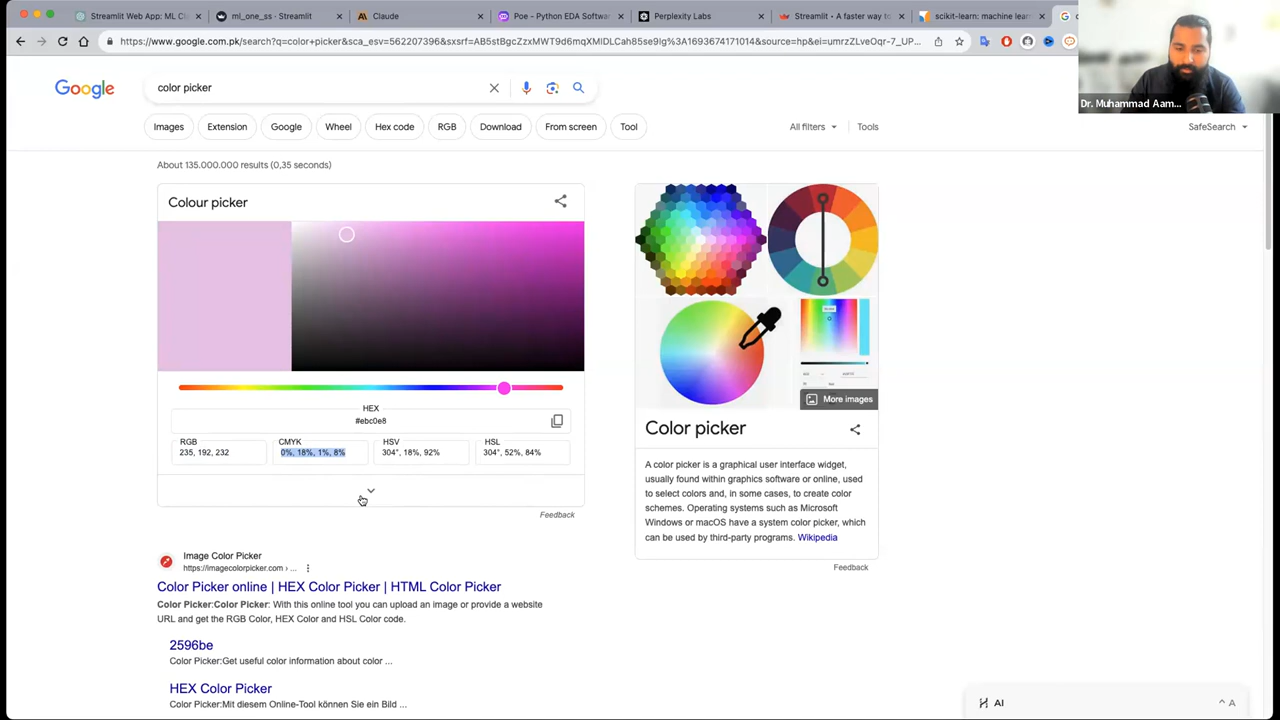 Streamlit Web App: ML Cl
ml_one_ss · Streamlit
Claude
Poe - Python EDA Softwa
Perplexity Labs
Streamlit • A faster way to
scikit-learn: machine lear
https://www.google.com.pk/search?q=color+picker&sca_esv=562207396&sxsrf=AB5stBgcZzxMWT9d6mqXMIDLCah85se9lg%3A1693674171014&source=hp&ei=umrzZLveOqr-7_UP...
Dr. Muhammad Aam...
Google
color picker
Images
Extension
Google
Wheel
Hex code
RGB
Download
From screen
Tool
All filters
Tools
SafeSearch
About 135.000.000 results (0,35 seconds)
Colour picker
HEX
#ebc0e8
RGB
235, 192, 232
CMYK
0%, 18%, 1%, 8%
HSV
304°, 18%, 92%
HSL
304°, 52%, 84%
Feedback
More images
Color picker
A color picker is a graphical user interface widget,
usually found within graphics software or online, used
to select colors and, in some cases, to create color
schemes. Operating systems such as Microsoft
Windows or macOS have a system color picker, which
can be used by third-party programs. Wikipedia
Feedback
Image Color Picker
https://imagecolorpicker.com › ...
Color Picker online | HEX Color Picker | HTML Color Picker
Color Picker:Color Picker: With this online tool you can upload an image or provide a website
URL and get the RGB Color, HEX Color and HSL Color code.
2596be
Color Picker:Get useful color information about color ...
HEX Color Picker
Color Picker:Mit diesem Online-Tool können Sie ein Bild ...
AI
A